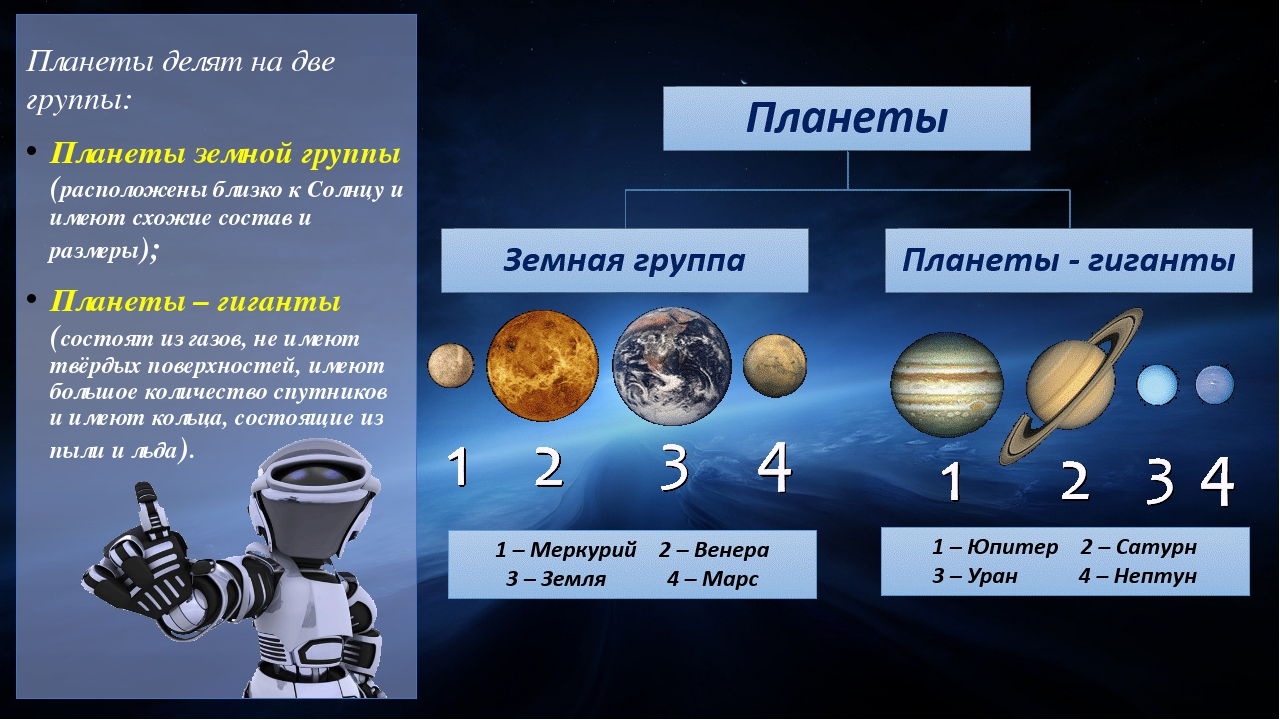 Планеты делят на две
группы:
• Планеты земной группы
(расположены близко к Солнцу и
имеют схожие состав и
размеры);
• Планеты – гиганты
(состоят из газов, не имеют
твёрдых поверхностей, имеют
большое количество спутников
и имеют кольца, состоящие из
пыли и льда).
Планеты
Земная группа
Планеты - гиганты
1 2 3 4
1 2 3 4
1 – Меркурий 2 – Венера
3 – Земля 4 – Марс
1 – Юпитер 2 – Сатурн
3 – Уран 4 – Нептун